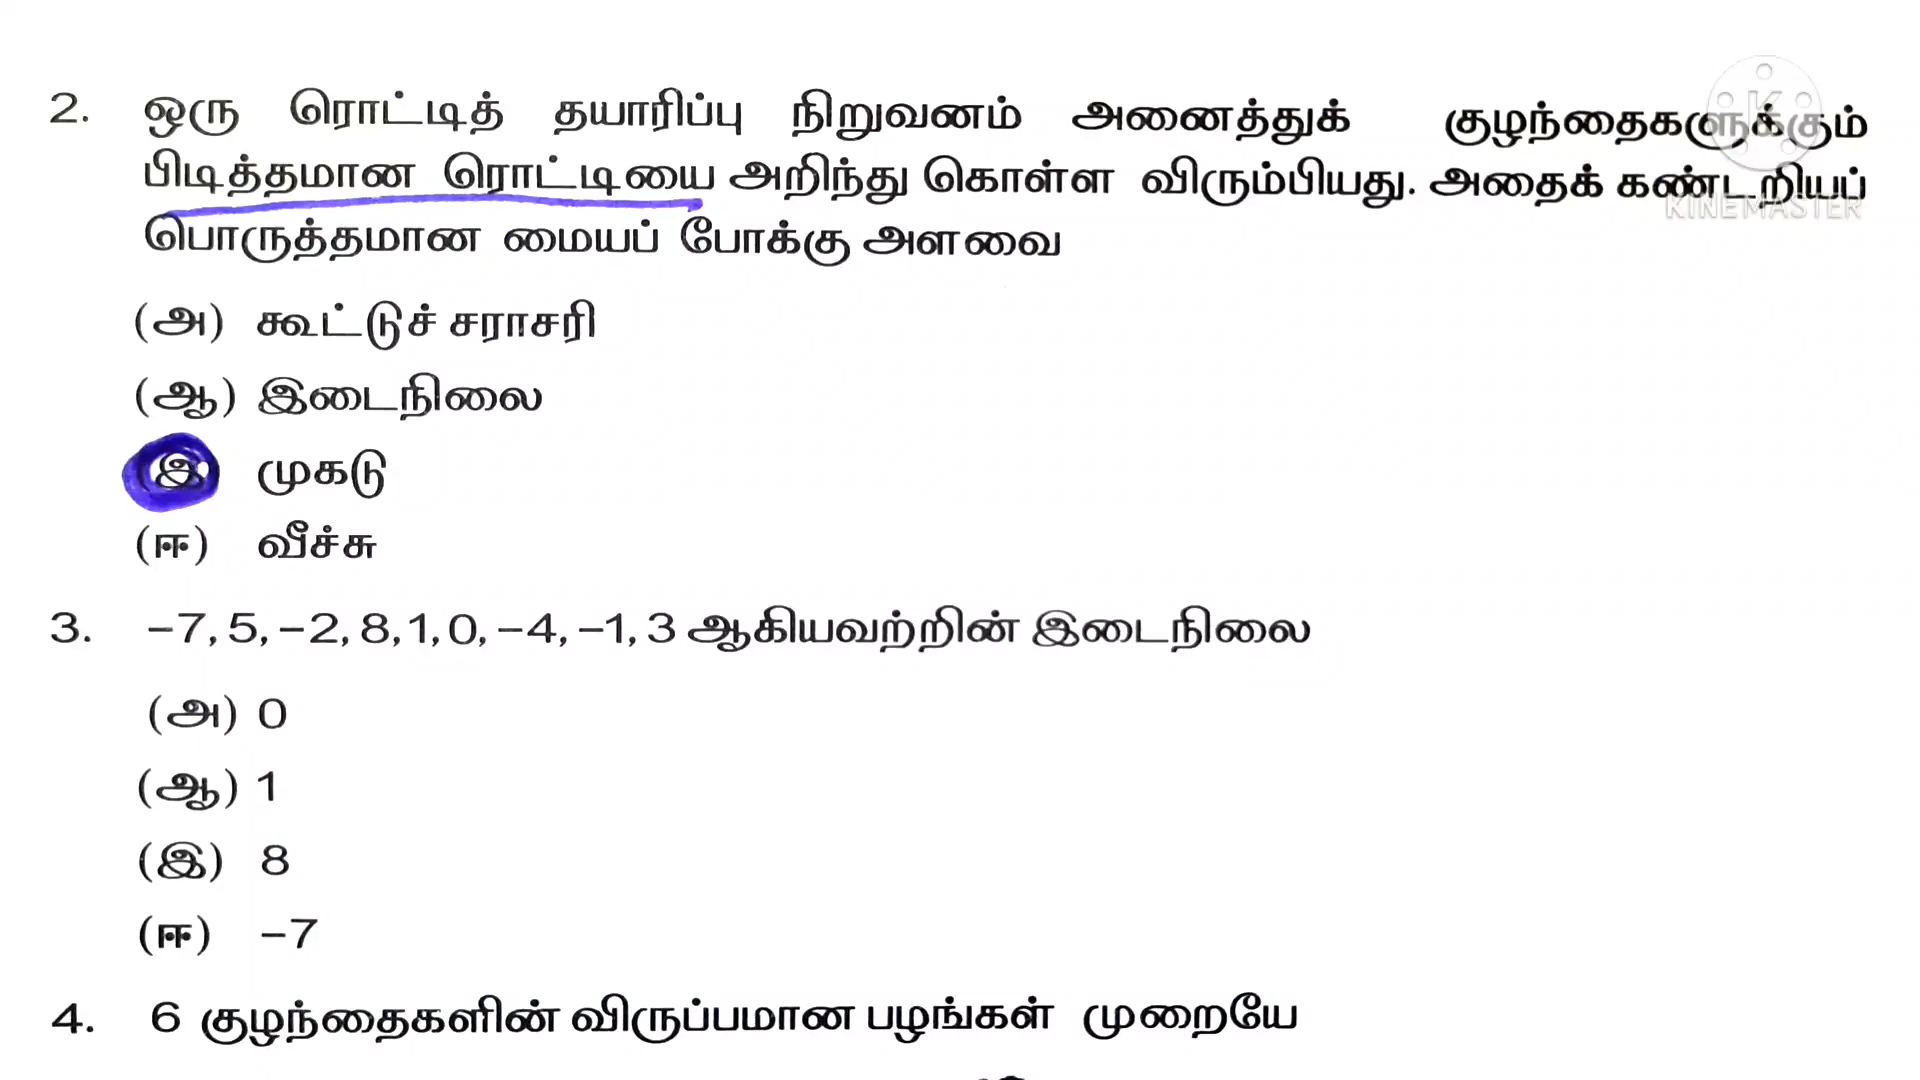 2. ஒரு ரொட்டித் தயாரிப்பு நிறுவனம் அனைத்துக் குழந்தைகளுக்கும்
பிடித்தமான ரொட்டியை அறிந்து கொள்ள விரும்பியது. அதைக் கண்டறியப்
பொருத்தமான மையப் போக்கு அளவை
(அ) கூட்டுச் சராசரி
(ஆ) இடைநிலை
இ முகடு
(ஈ) வீச்சு
3. –7, 5, –2, 8, 1, 0, –4, –1, 3 ஆகியவற்றின் இடைநிலை
(அ) 0
(ஆ) 1
(இ) 8
(ஈ) –7
4. 6 குழந்தைகளின் விருப்பமான பழங்கள் முறையே
K
KINEMASTER